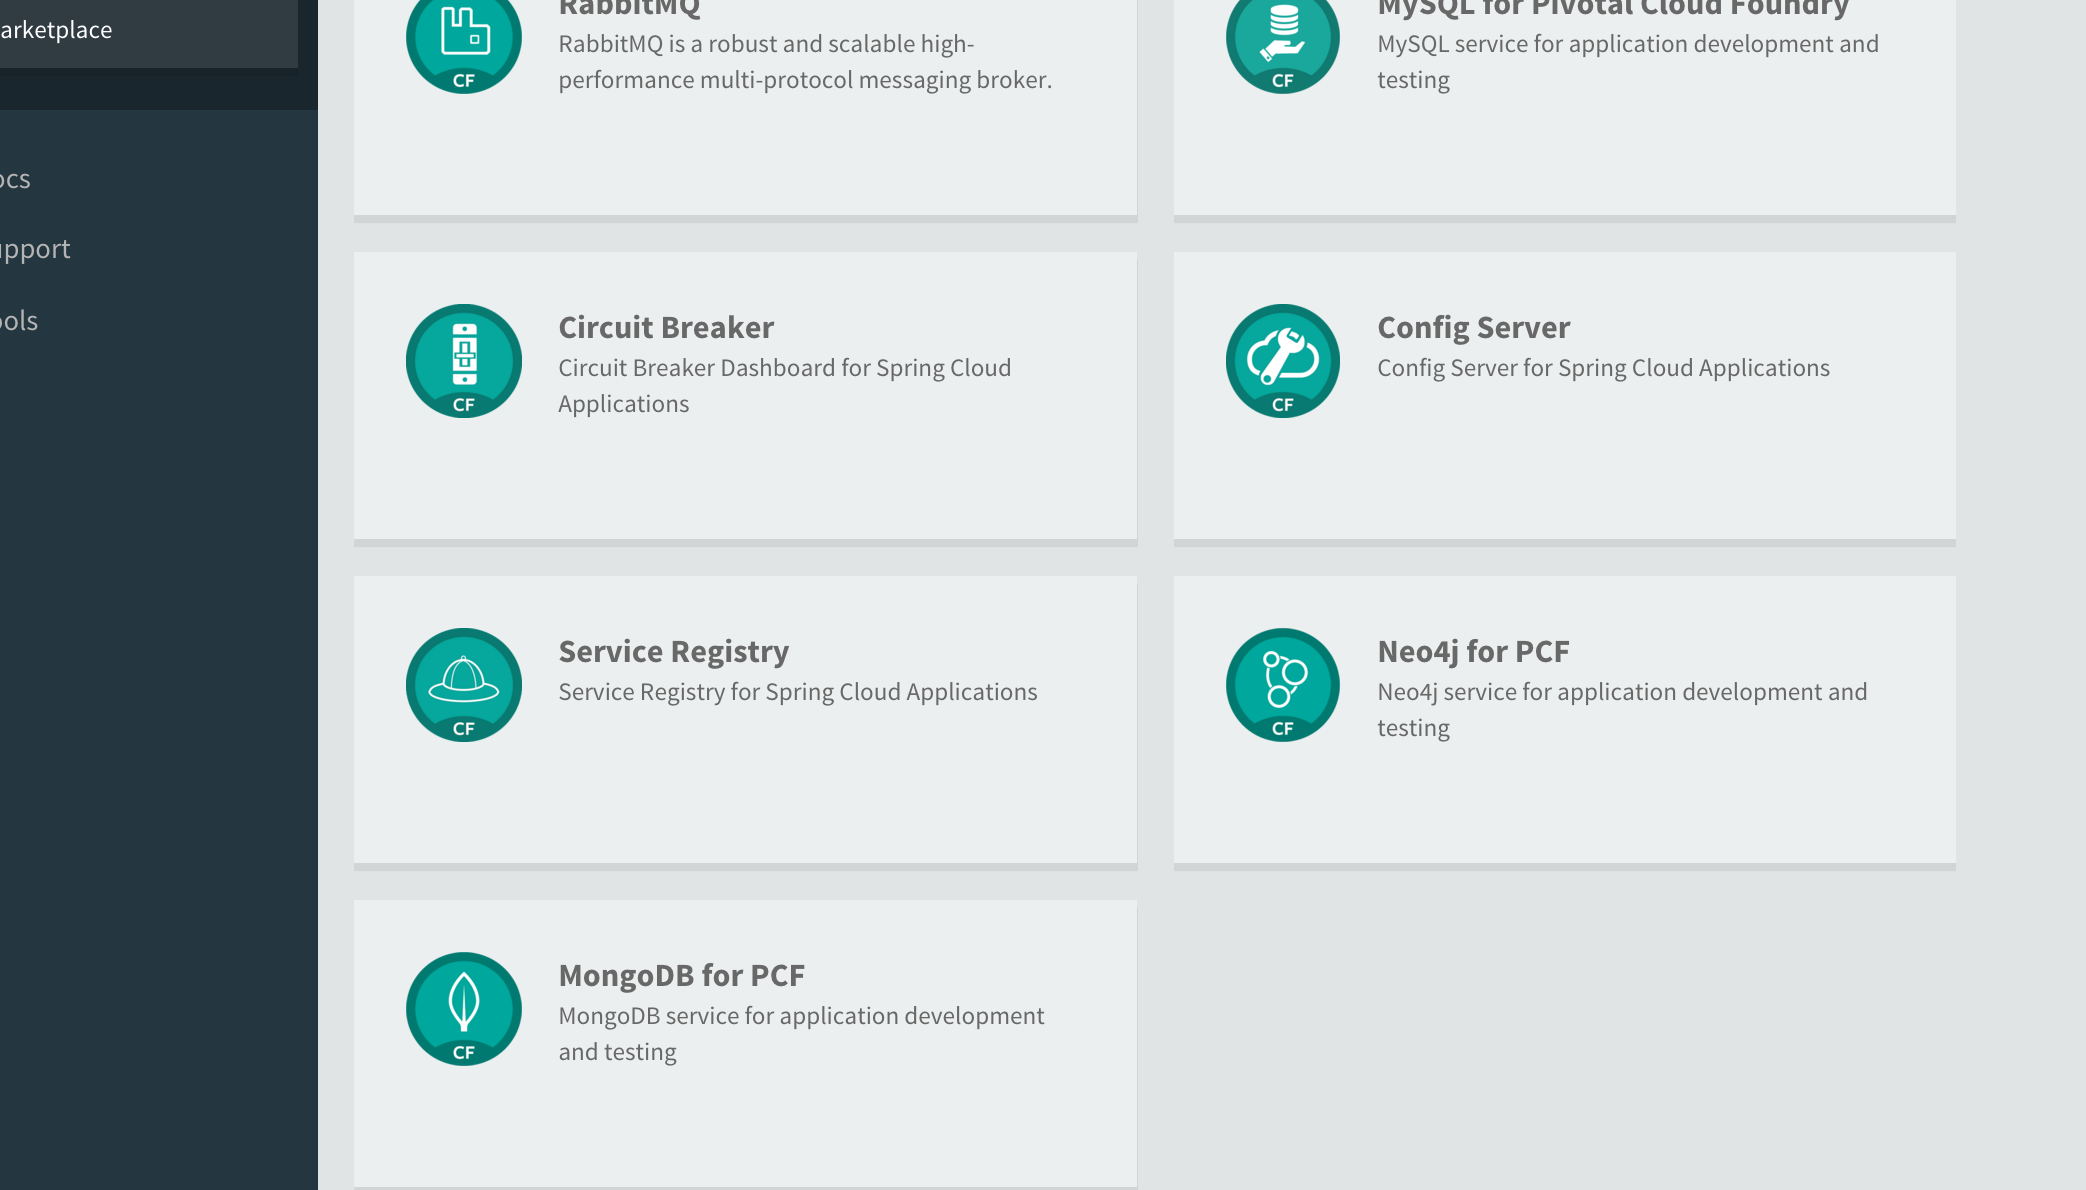 arketplace
ocs
upport
ools
RabbitMQ
RabbitMQ is a robust and scalable high-
performance multi-protocol messaging broker.
CF
MySQL for Pivotal Cloud Foundry
MySQL service for application development and
testing
CF
Circuit Breaker
Circuit Breaker Dashboard for Spring Cloud
Applications
CF
Config Server
Config Server for Spring Cloud Applications
CF
Service Registry
Service Registry for Spring Cloud Applications
CF
Neo4j for PCF
Neo4j service for application development and
testing
CF
MongoDB for PCF
MongoDB service for application development
and testing
CF